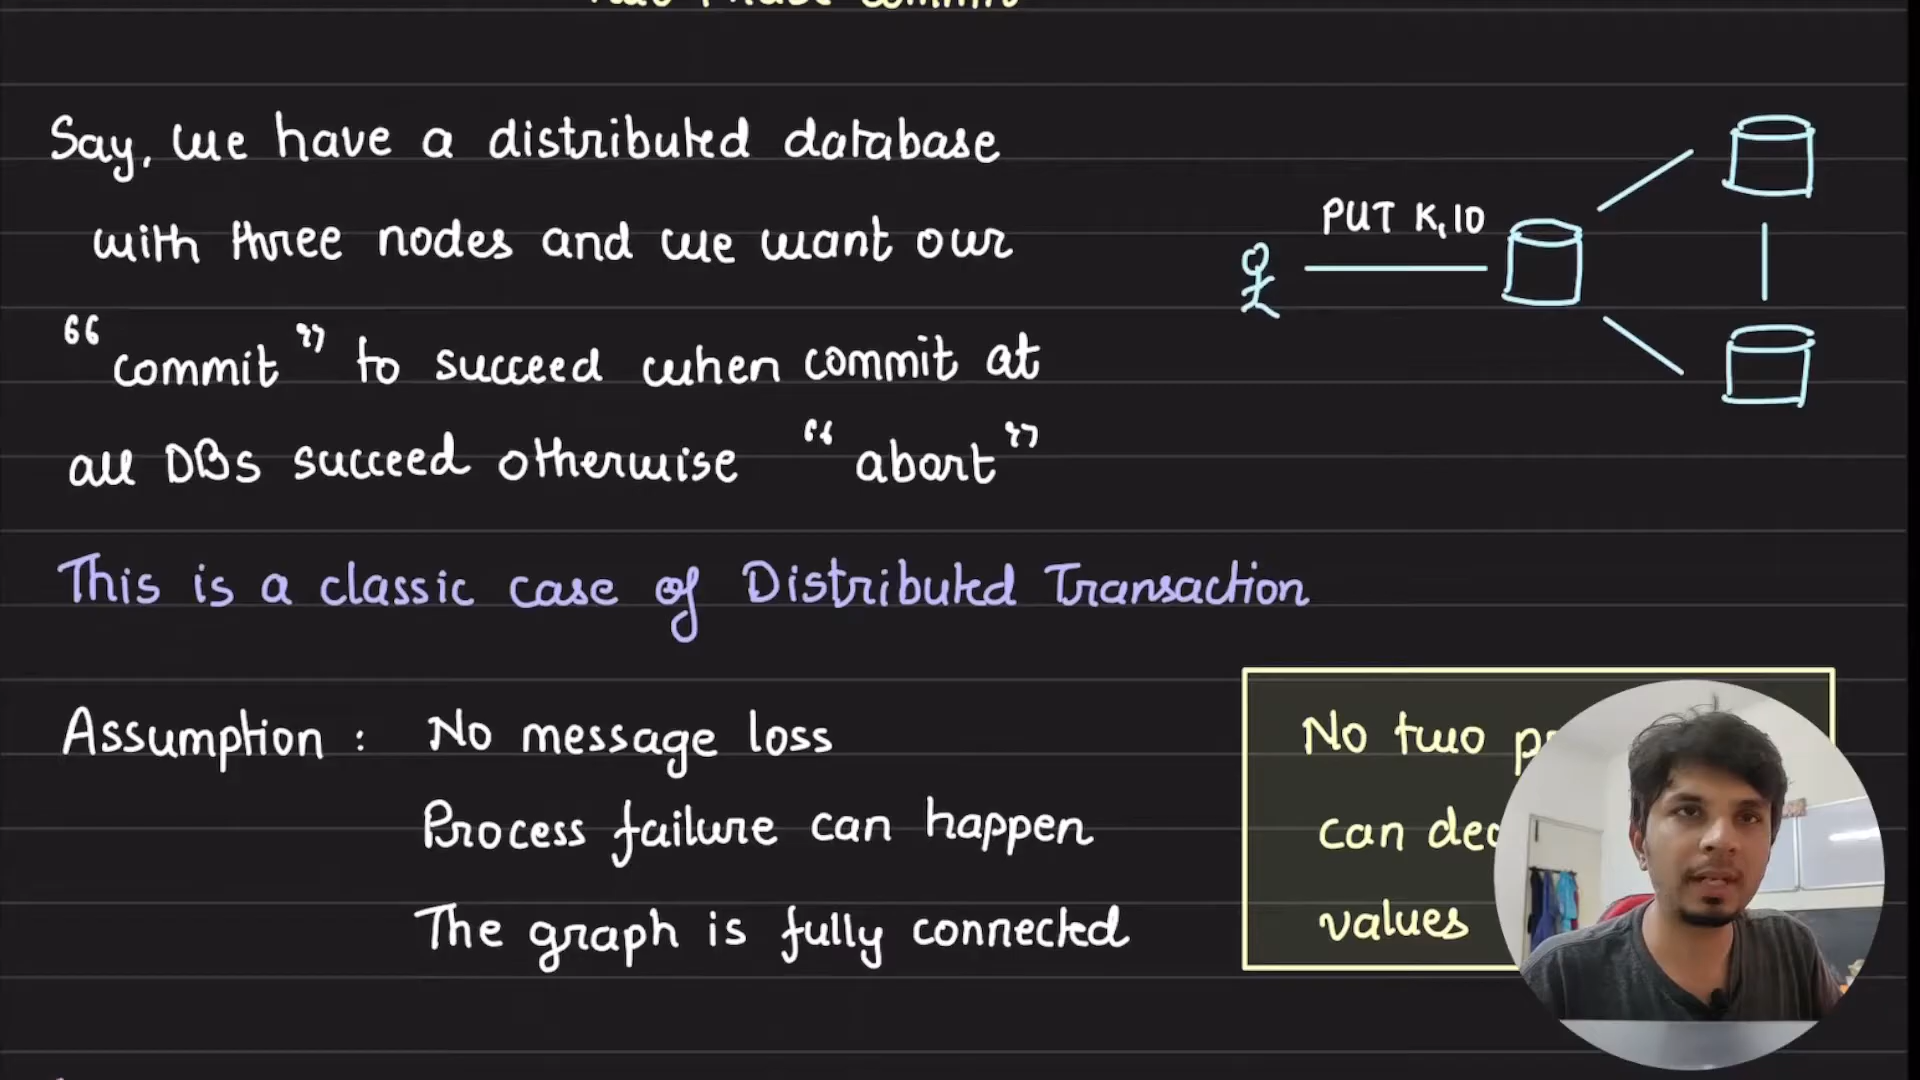 Say, we have a distributed database
with three nodes and we want our
"commit" to succeed when commit at
all DBs succeed otherwise "abort"
PUT K,10
This is a classic case of Distributed Transaction
Assumption : No message loss
Process failure can happen
The graph is fully connected
No two
can
values